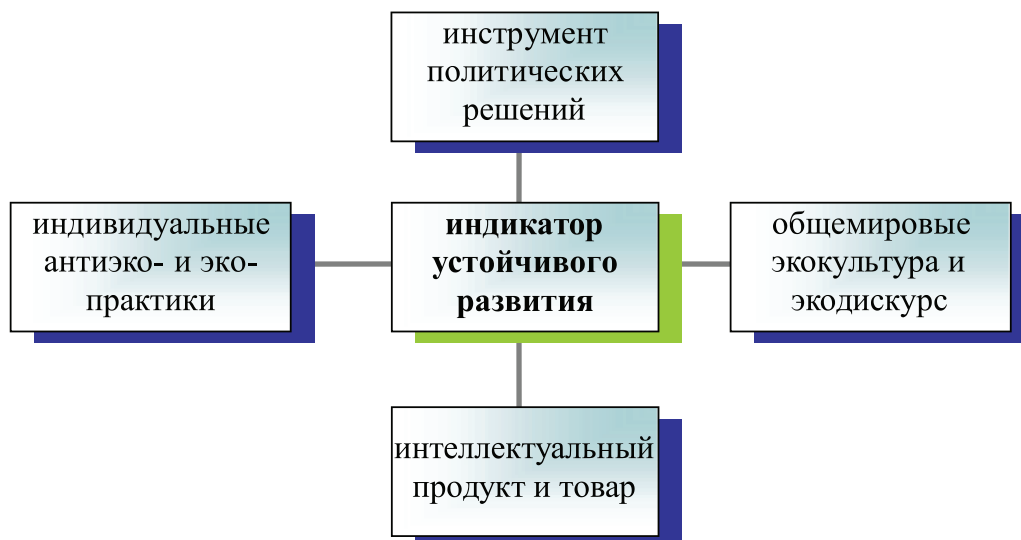 инструмент
политических
решений
индивидуальные
антиэко- и эко-
практики
индикатор
устойчивого
развития
общемировые
экокультура и
экодискурс
интеллектуальный
продукт и товар